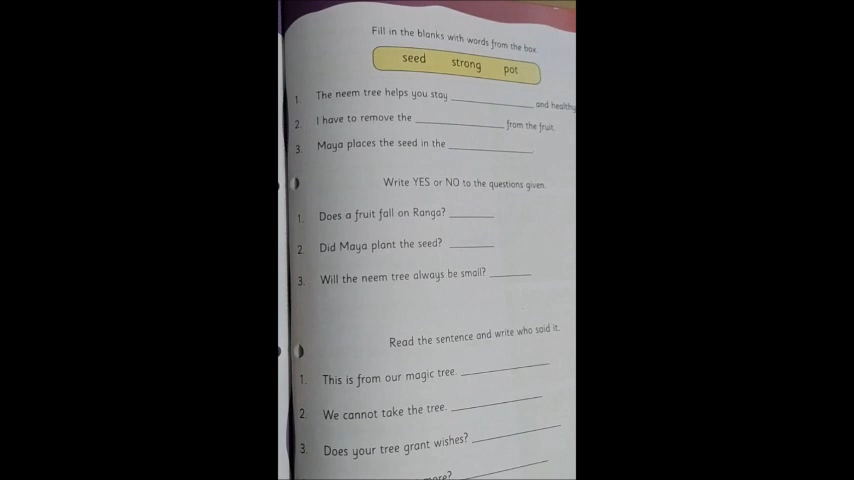 Fill in the blanks with words from the box.
seed strong pot
1. The neem tree helps you stay ____________ and healthy
2. I have to remove the ____________ from the fruit.
3. Maya places the seed in the ____________
Write YES or NO to the questions given.
1. Does a fruit fall on Ranga? ______
2. Did Maya plant the seed? ______
3. Will the neem tree always be small? ______
Read the sentence and write who said it.
1. This is from our magic tree. ____________
2. We cannot take the tree. ____________
3. Does your tree grant wishes? ____________